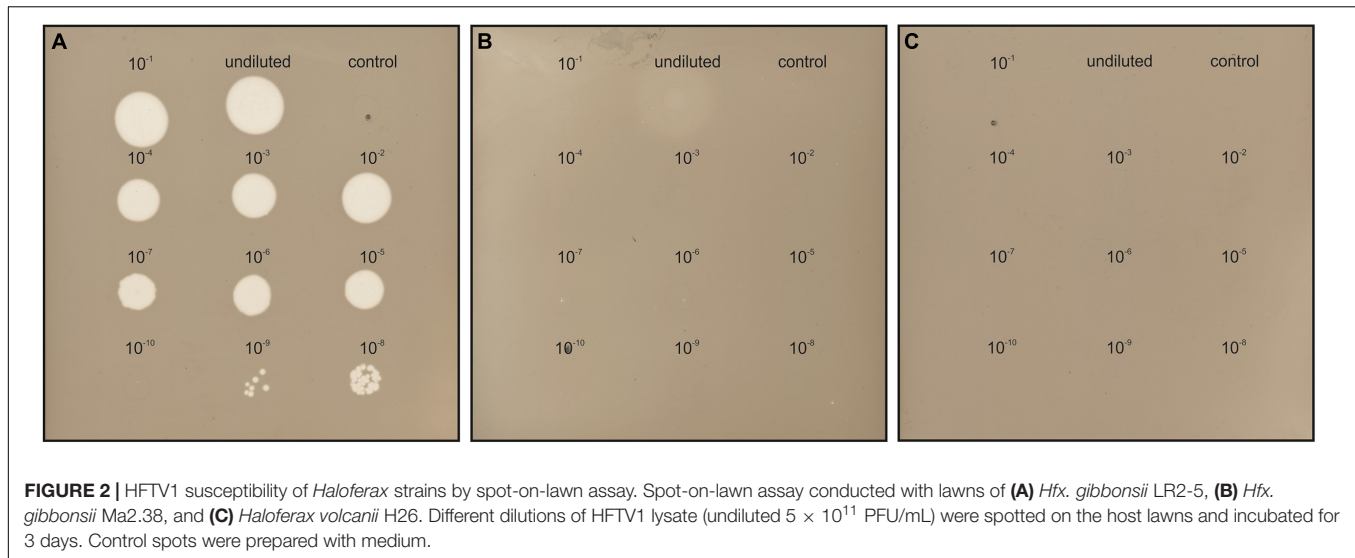 A
10⁻¹ undiluted control
10⁻⁴ 10⁻³ 10⁻²
10⁻⁷ 10⁻⁶ 10⁻⁵
10⁻¹⁰ 10⁻⁹ 10⁻⁸
B
10⁻¹ undiluted control
10⁻⁴ 10⁻³ 10⁻²
10⁻⁷ 10⁻⁶ 10⁻⁵
10⁻¹⁰ 10⁻⁹ 10⁻⁸
C
10⁻¹ undiluted control
10⁻⁴ 10⁻³ 10⁻²
10⁻⁷ 10⁻⁶ 10⁻⁵
10⁻¹⁰ 10⁻⁹ 10⁻⁸
FIGURE 2 | HFTV1 susceptibility of Haloferax strains by spot-on-lawn assay. Spot-on-lawn assay conducted with lawns of (A) Hfx. gibbonsii LR2-5, (B) Hfx.
gibbonsii Ma2.38, and (C) Haloferax volcanii H26. Different dilutions of HFTV1 lysate (undiluted 5 × 10¹¹ PFU/mL) were spotted on the host lawns and incubated for
3 days. Control spots were prepared with medium.